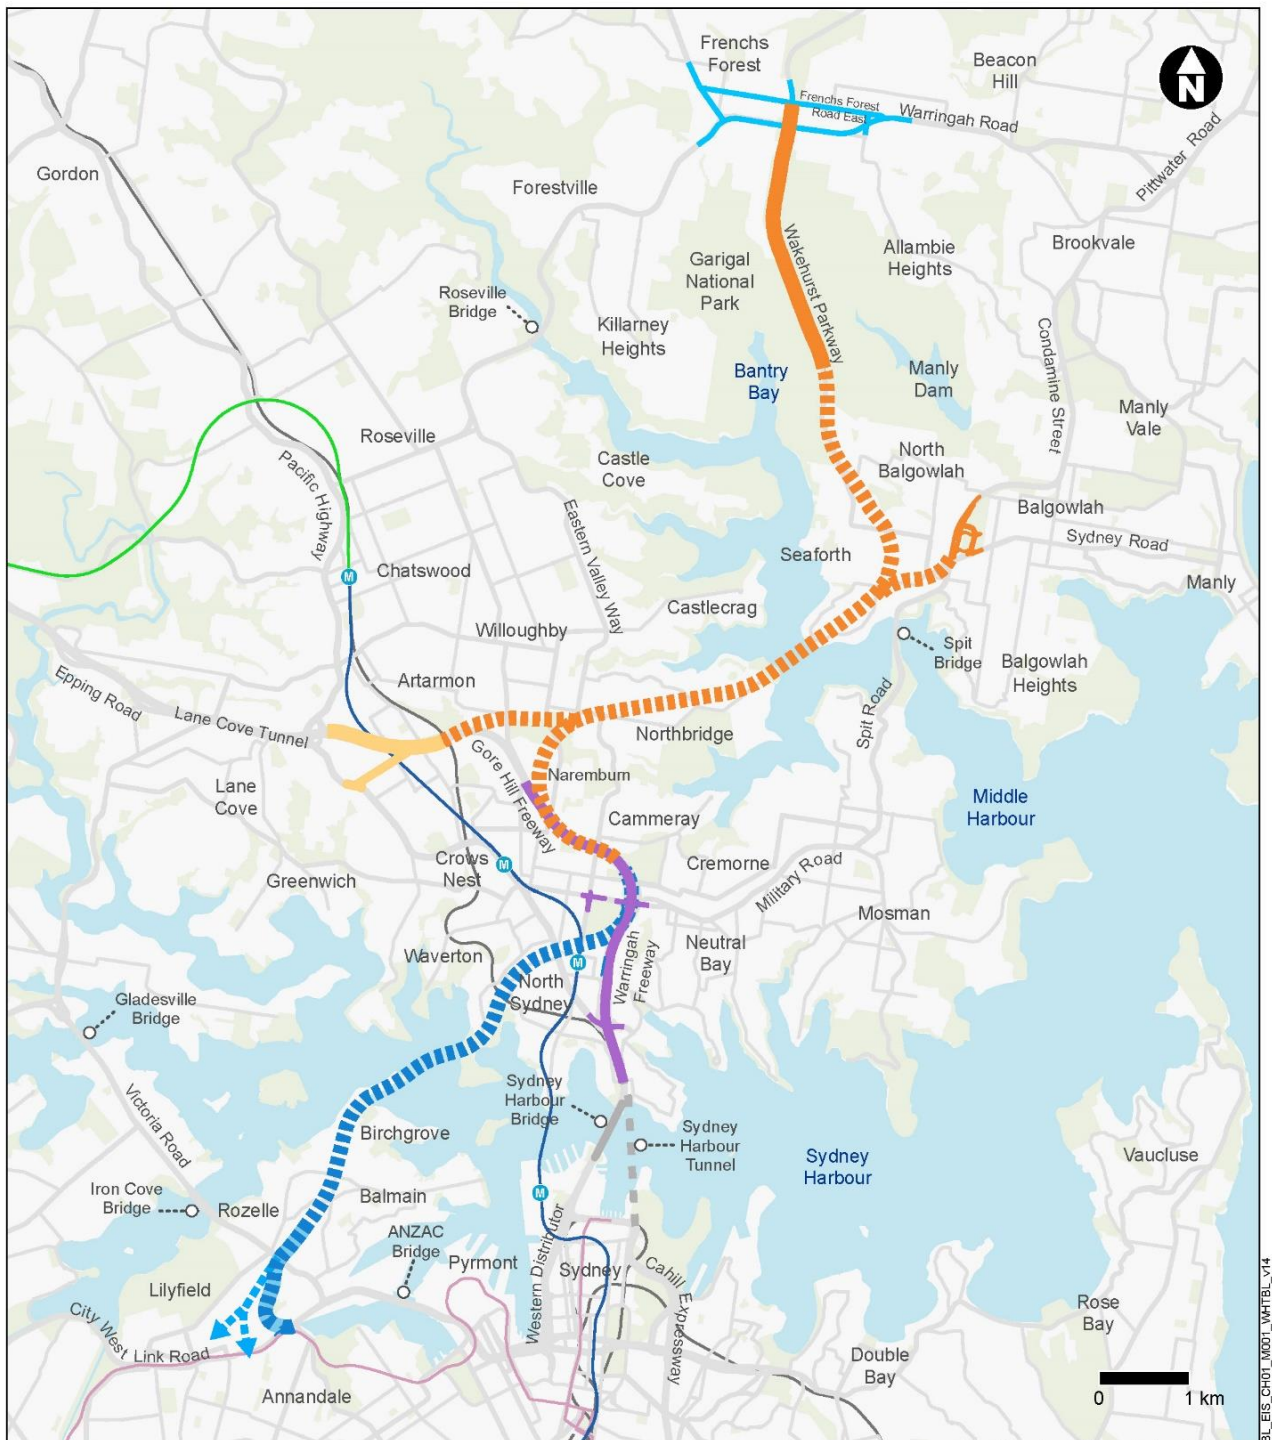 Frenchs
Forest
Beacon
Hill
N
Frenchs Forest
Road East
Warringah Road
Pittwater Road
Gordon
Forestville
Wakehurst Parkway
Allambie
Heights
Brookvale
Garigal
National
Park
Roseville
Bridge
Killarney
Heights
Condamine Street
Bantry
Bay
Manly
Dam
Manly
Vale
Roseville
Pacific Highway
Castle
Cove
North
Balgowlah
Balgowlah
Eastern Valley Way
Sydney Road
Seaforth
M
Chatswood
Manly
Castlecrag
Willoughby
Spit
Bridge
Balgowlah
Heights
Epping Road
Artarmon
Lane Cove Tunnel
Spit Road
Northbridge
Gore Hill Freeway
Naremburn
Lane
Cove
Middle
Harbour
Cammeray
Crows
Nest
M
Cremorne
Military Road
Greenwich
Mosman
Waverton
Neutral
Bay
Warringah
Freeway
M
North
Sydney
Gladesville
Bridge
Victoria Road
Sydney
Harbour
Bridge
Birchgrove
Sydney
Harbour
Tunnel
Sydney
Harbour
Vaucluse
Iron Cove
Bridge
Rozelle
Balmain
M
ANZAC
Bridge
Pyrmont
Western Distributor
Sydney
Cahill
Expressway
Lilyfield
City West
Link Road
Rose
Bay
Double
Bay
Annandale
0
1 km
BL_EIS_CH01_M001_WHTBL_v14